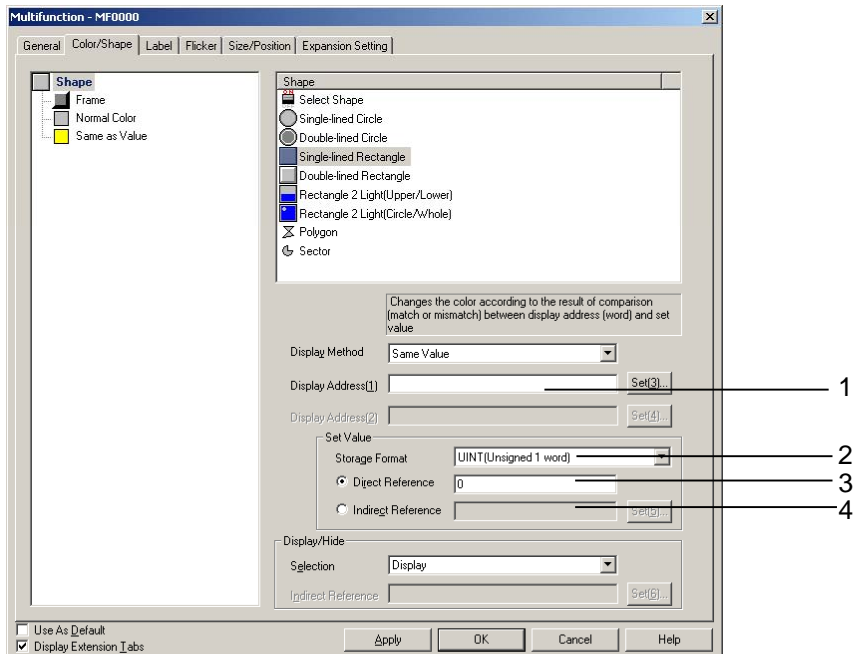 Multifunction - MF0000
General Color/Shape Label Flicker Size/Position Expansion Setting
Shape
Frame
Normal Color
Same as Value
Shape
Select Shape
Single-lined Circle
Double-lined Circle
Single-lined Rectangle
Double-lined Rectangle
Rectangle 2 Light(Upper/Lower)
Rectangle 2 Light(Circle/Whole)
Polygon
Sector
Changes the color according to the result of comparison
(match or mismatch) between display address (word) and set
value
Display Method Same Value
Display Address(1) Set(3)... 1
Display Address(2) Set(4)...
Set Value
Storage Format UINT(Unsigned 1 word) 2
Direct Reference 0 3
Indirect Reference Set(5)... 4
Display/Hide
Selection Display
Indirect Reference Set(6)...
Use As Default
Display Extension Tabs
Apply OK Cancel Help